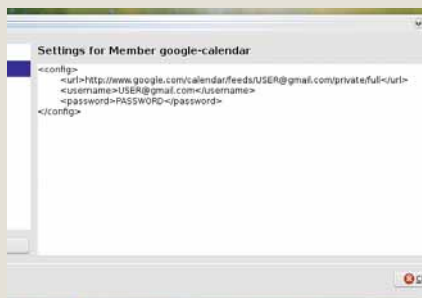 Settings for Member google-calendar
<config>
<url>http://www.google.com/calendar/feeds/USER@gmail.com/private/full</url>
<username>USER@gmail.com</username>
<password>PASSWORD</password>
</config>